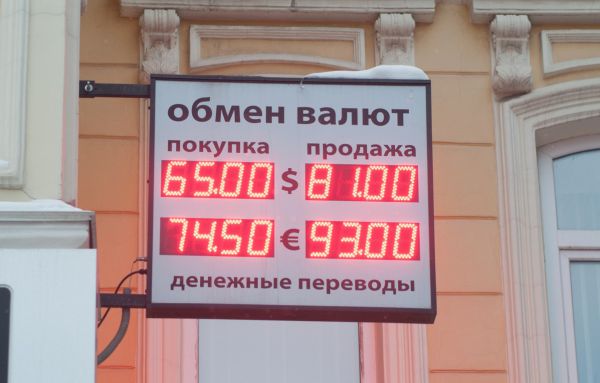 обмен валют
покупка продажа
65.00 $ 81.00
74.50 € 93.00
денежные переводы